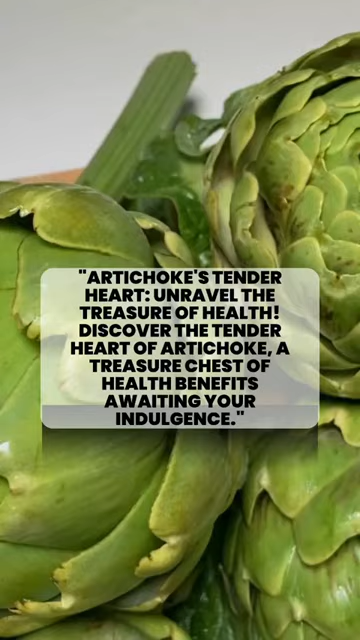 "ARTICHOKE'S TENDER
HEART: UNRAVEL THE
TREASURE OF HEALTH!
DISCOVER THE TENDER
HEART OF ARTICHOKE, A
TREASURE CHEST OF
HEALTH BENEFITS
AWAITING YOUR
INDULGENCE."